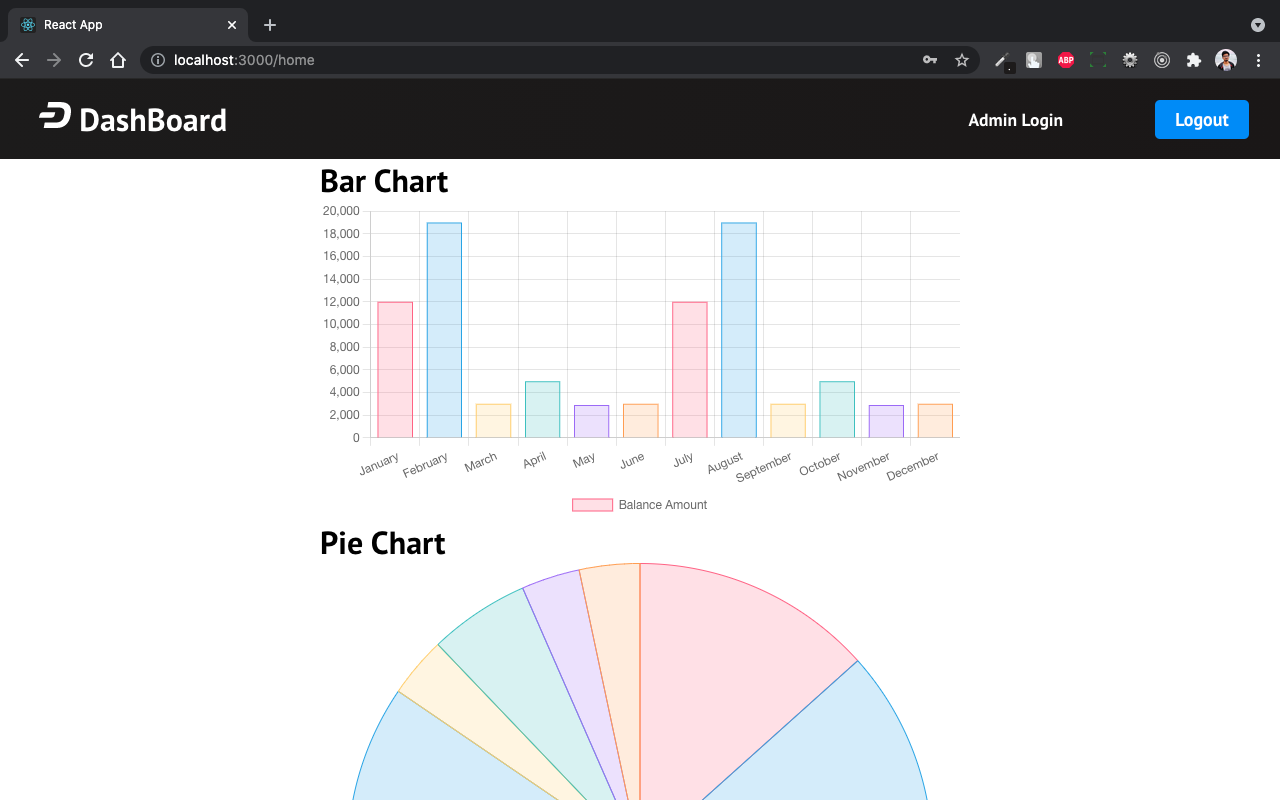 React App
localhost:3000/home
ABP
DashBoard
Admin Login
Logout
Bar Chart
20,000
18,000
16,000
14,000
12,000
10,000
8,000
6,000
4,000
2,000
0
January
February
March
April
May
June
July
August
September
October
November
December
Balance Amount
Pie Chart